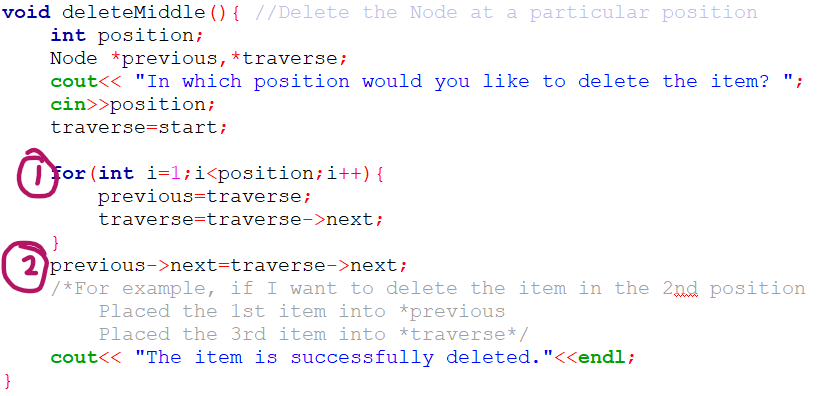 void deleteMiddle(){ //Delete the Node at a particular position
int position;
Node *previous,*traverse;
cout<< "In which position would you like to delete the item? ";
cin>>position;
traverse=start;
1 for(int i=1;i<position;i++){
previous=traverse;
traverse=traverse->next;
}
2 previous->next=traverse->next;
/*For example, if I want to delete the item in the 2nd position
Placed the 1st item into *previous
Placed the 3rd item into *traverse*/
cout<< "The item is successfully deleted."<<endl;
}